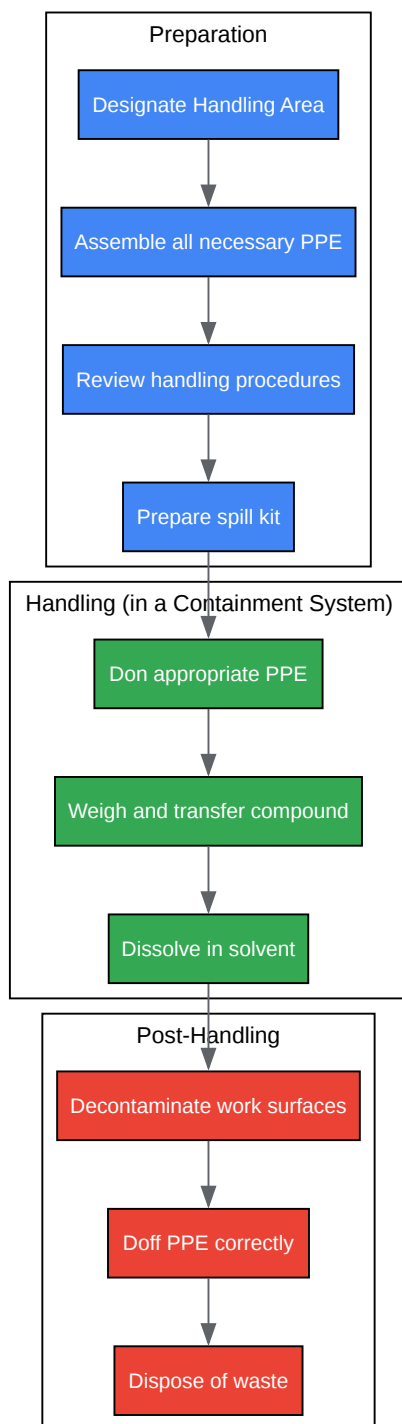 Preparation
Designate Handling Area
Assemble all necessary PPE
Review handling procedures
Prepare spill kit
Handling (in a Containment System)
Don appropriate PPE
Weigh and transfer compound
Dissolve in solvent
Post-Handling
Decontaminate work surfaces
Doff PPE correctly
Dispose of waste